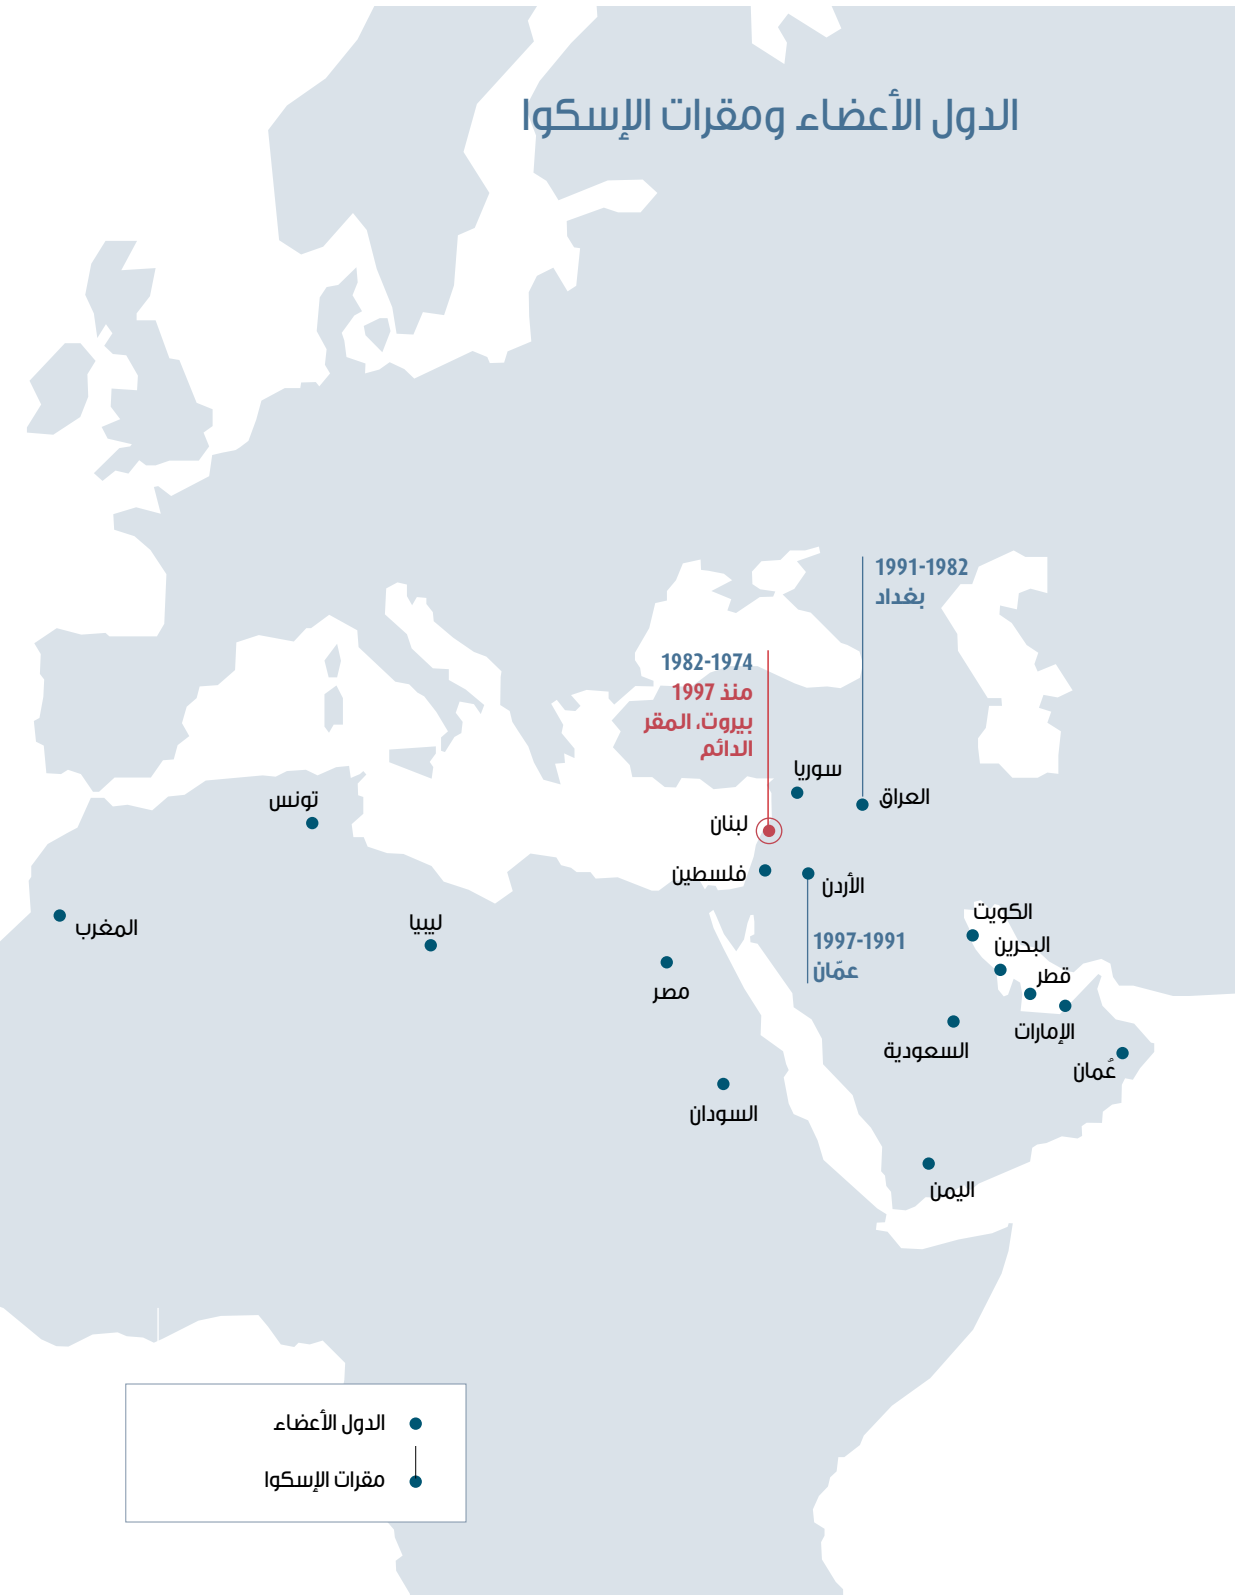 الدول الأعضاء ومقرات الإسكوا
1991-1982
بغداد
1982-1974
منذ 1997
بيروت، المقر
الدائم
سوريا
العراق
تونس
لبنان
فلسطين
الأردن
الكويت
المغرب
ليبيا
1997-1991
عمّان
البحرين
قطر
مصر
الإمارات
السعودية
عُمان
السودان
اليمن
الدول الأعضاء
مقرات الإسكوا